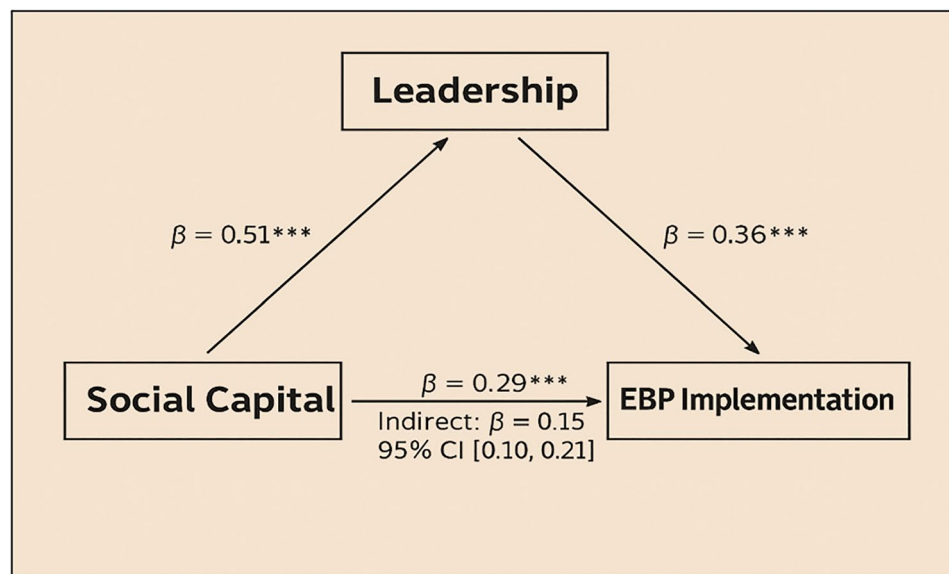 Leadership
β = 0.51***
β = 0.36***
Social Capital
β = 0.29***
EBP Implementation
Indirect: β = 0.15
95% CI [0.10, 0.21]